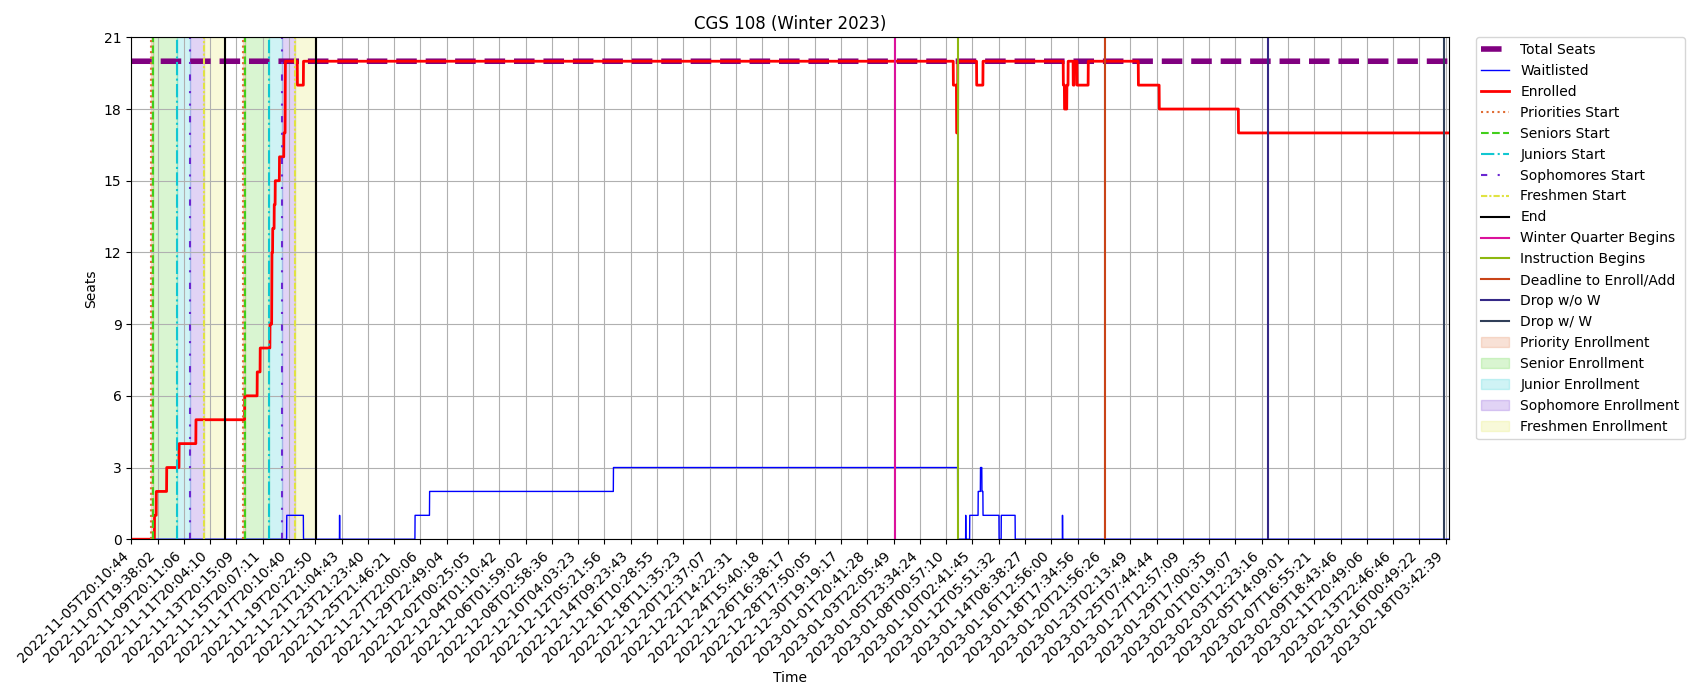 CGS 108 (Winter 2023)
21
18
15
12
9
6
3
0
Seats
2022-11-05T20:10:44
2022-11-07T19:38:02
2022-11-09T20:11:06
2022-11-11T20:04:10
2022-11-13T20:15:09
2022-11-15T20:07:11
2022-11-17T20:10:40
2022-11-19T20:22:50
2022-11-21T21:04:43
2022-11-23T21:23:40
2022-11-25T21:46:21
2022-11-27T22:00:06
2022-11-29T22:49:04
2022-12-02T00:25:05
2022-12-04T01:10:42
2022-12-06T01:59:02
2022-12-08T02:58:36
2022-12-10T04:03:23
2022-12-12T05:21:56
2022-12-14T09:23:43
2022-12-16T10:28:55
2022-12-18T11:35:23
2022-12-20T12:37:07
2022-12-22T14:22:31
2022-12-24T15:40:18
2022-12-26T16:38:17
2022-12-28T17:50:05
2022-12-30T19:19:17
2023-01-01T20:41:28
2023-01-03T22:05:49
2023-01-05T23:34:24
2023-01-08T00:57:10
2023-01-10T02:41:45
2023-01-12T05:51:32
2023-01-14T08:38:27
2023-01-16T12:56:00
2023-01-18T17:34:56
2023-01-20T21:56:26
2023-01-23T02:13:49
2023-01-25T07:44:44
2023-01-27T12:57:09
2023-01-29T17:00:35
2023-02-01T10:19:07
2023-02-03T12:23:16
2023-02-05T14:09:01
2023-02-07T16:55:21
2023-02-09T18:43:46
2023-02-11T20:49:06
2023-02-13T22:46:46
2023-02-16T00:49:22
2023-02-18T03:42:39
Time
Total Seats
Waitlisted
Enrolled
Priorities Start
Seniors Start
Juniors Start
Sophomores Start
Freshmen Start
End
Winter Quarter Begins
Instruction Begins
Deadline to Enroll/Add
Drop w/o W
Drop w/ W
Priority Enrollment
Senior Enrollment
Junior Enrollment
Sophomore Enrollment
Freshmen Enrollment